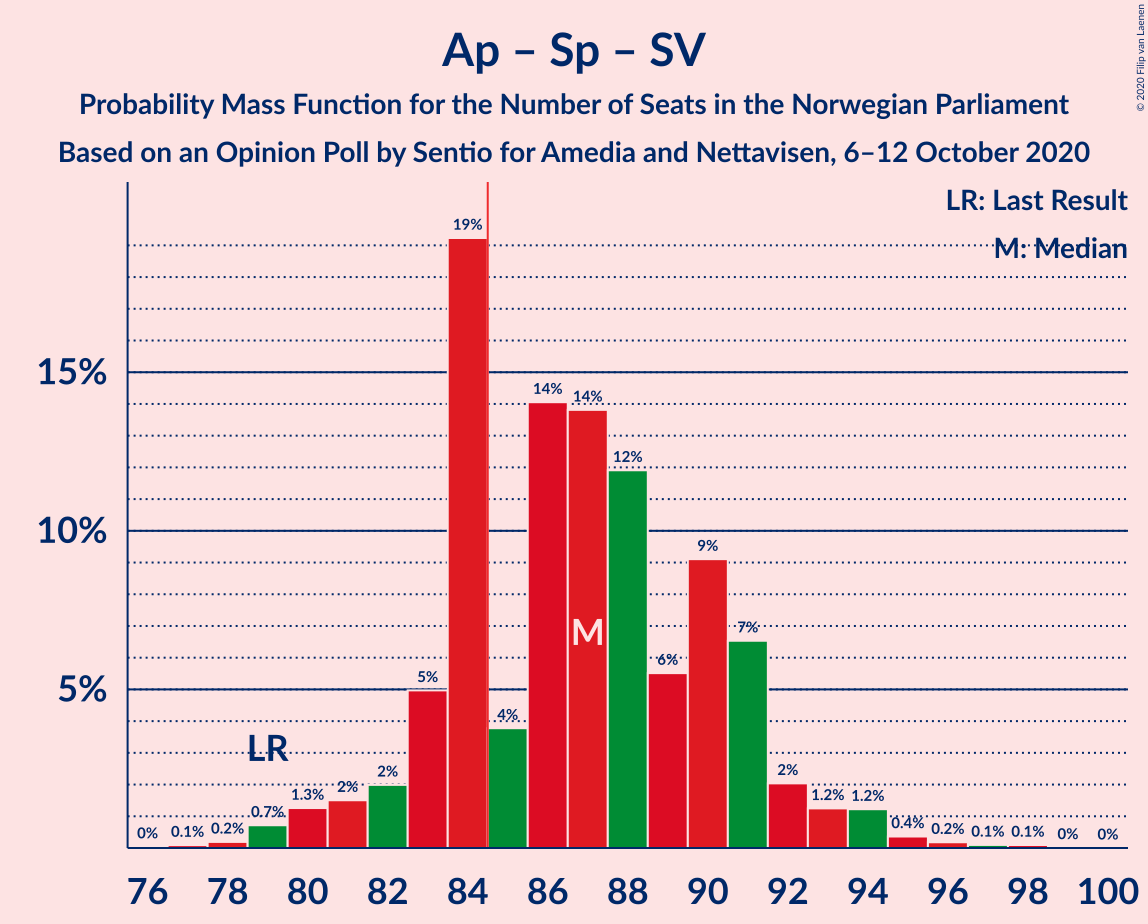 Ap – Sp – SV
Probability Mass Function for the Number of Seats in the Norwegian Parliament
Based on an Opinion Poll by Sentio for Amedia and Nettavisen, 6–12 October 2020
© 2020 Filip van Laenen
LR: Last Result
M: Median
15%
10%
5%
0% 0.1% 0.2% 0.7% 1.3% 2% 2% 5% 19% 4% 14% 14% 12% 6% 9% 7% 2% 1.2% 1.2% 0.4% 0.2% 0.1% 0.1% 0% 0%
LR
M
76 78 80 82 84 86 88 90 92 94 96 98 100